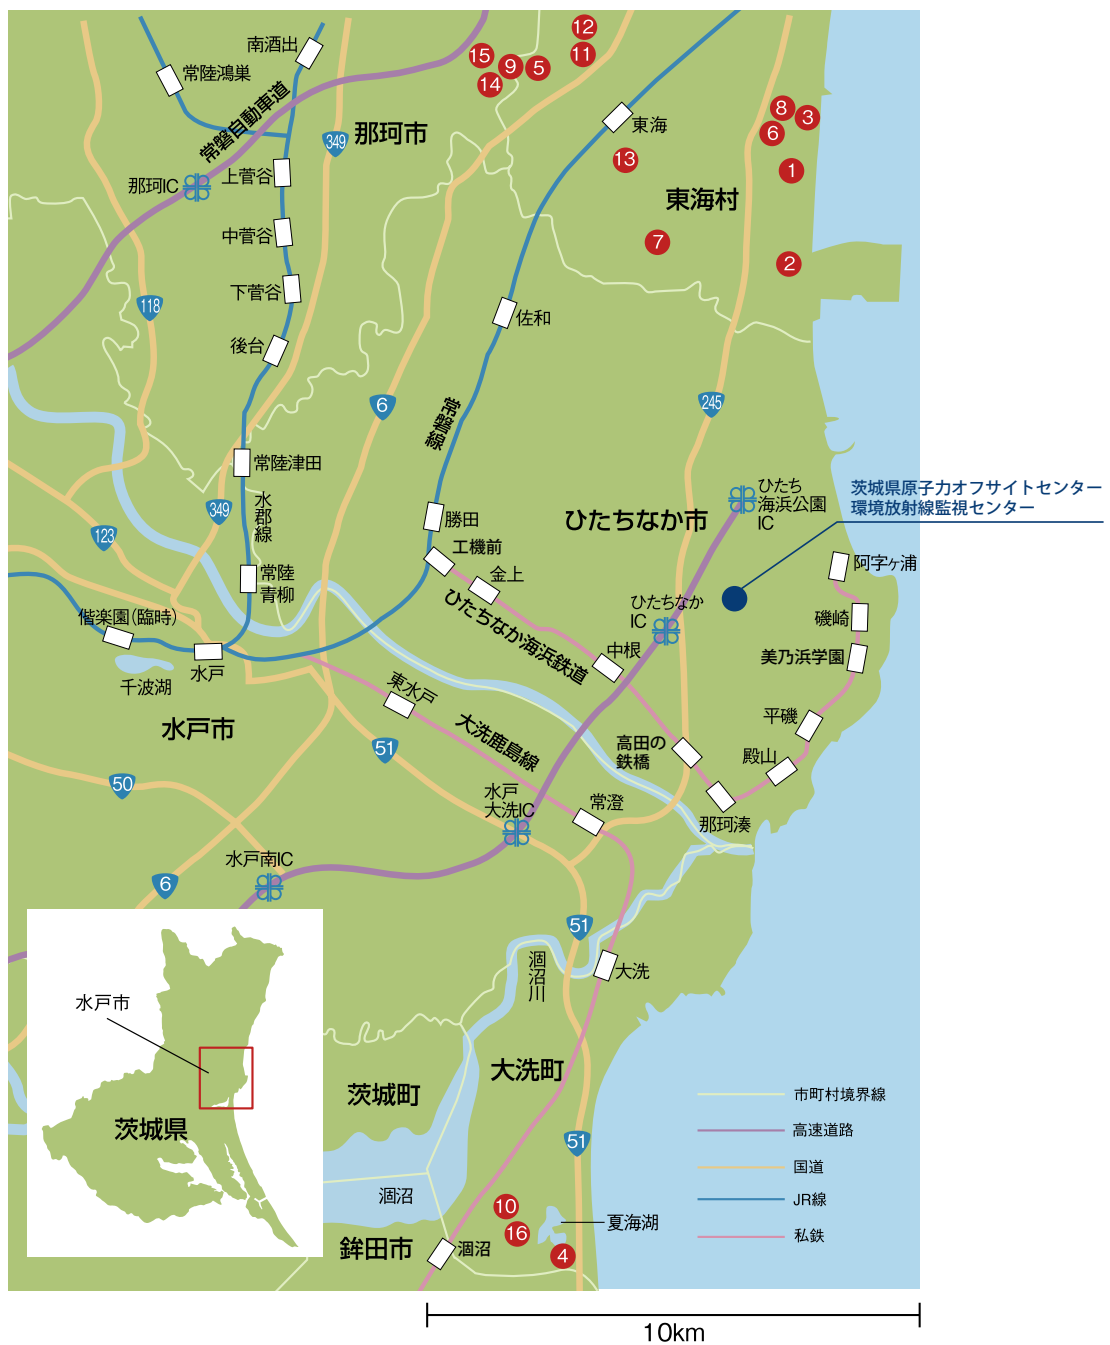 南酒出
常陸鴻巣
常磐自動車道
349
那珂市
那珂IC
上菅谷
中菅谷
下菅谷
118
後台
12
11
15
9
5
14
東海
13
8
3
6
1
東海村
7
2
佐和
6
常磐線
245
常陸津田
水郡線
349
123
勝田
工機前
金上
ひたちなか市
ひたち
海浜公園
IC
茨城県原子力オフサイトセンター
環境放射線監視センター
阿字ヶ浦
常陸
青柳
偕楽園(臨時)
水戸
千波湖
ひたちなか
IC
磯崎
美乃浜学園
ひたちなか海浜鉄道
中根
東水戸
水戸市
大洗鹿島線
51
高田の
鉄橋
平磯
殿山
50
水戸
大洗IC
常澄
那珂湊
水戸南IC
6
51
涸沼川
大洗
水戸市
茨城県
大洗町
茨城町
51
涸沼
10
16
4
夏海湖
鉾田市
涸沼
市町村境界線
高速道路
国道
JR線
私鉄
10km